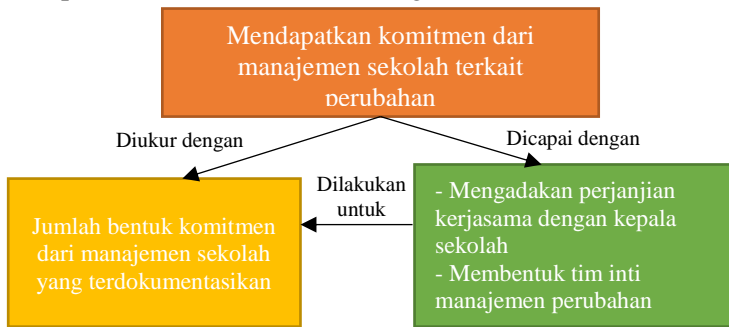 Mendapatkan komitmen dari
manajemen sekolah terkait
perubahan
Diukur dengan
Dicapai dengan
Jumlah bentuk komitmen
dari manajemen sekolah
yang terdokumentasikan
Dilakukan
untuk
- Mengadakan perjanjian
kerjasama dengan kepala
sekolah
- Membentuk tim inti
manajemen perubahan